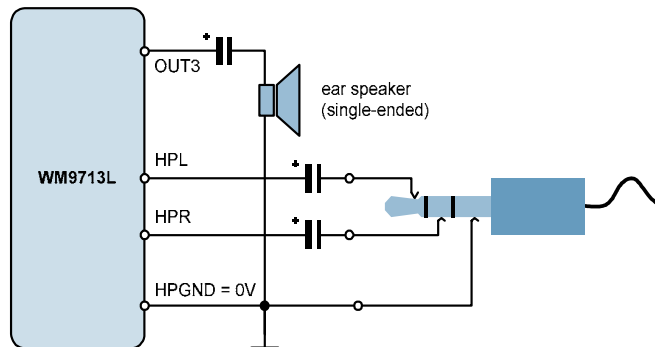 OUT3
ear speaker
(single-ended)
HPL
WM9713L
HPR
HPGND = 0V
+
+
+